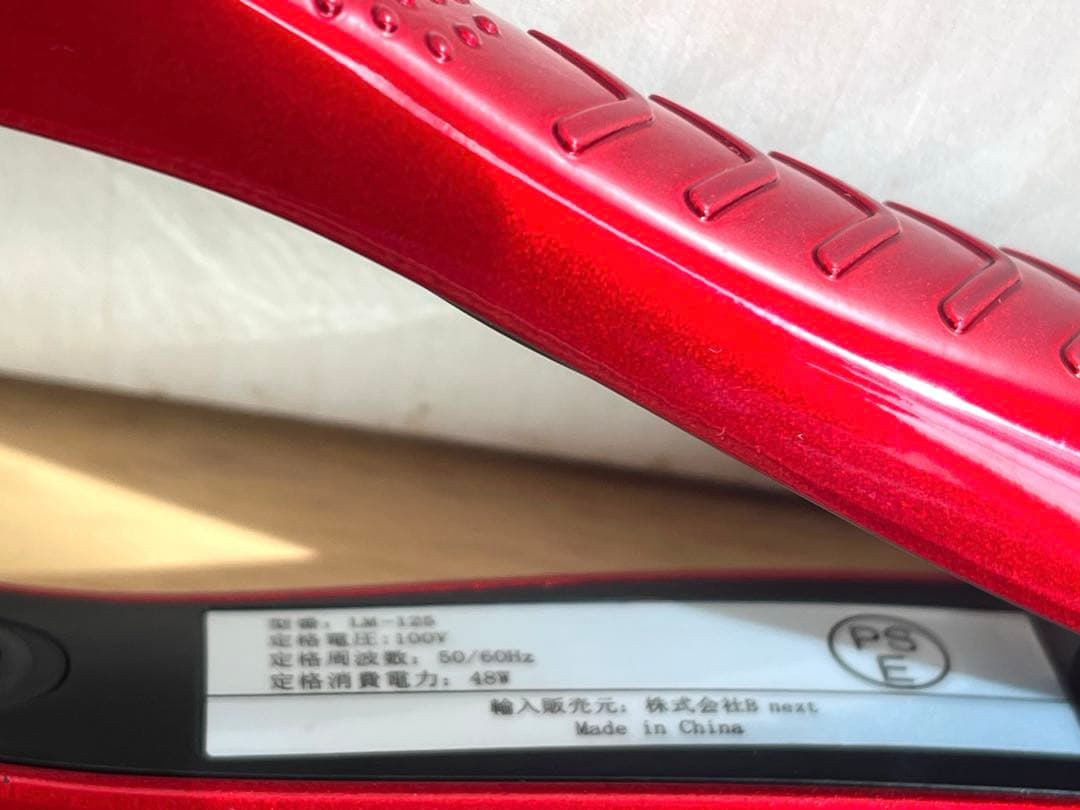 型番: LM-125
定格電圧:100V
定格周波数: 50/60Hz
定格消費電力: 48W
PS
E
輸入販売元: 株式会社B next
Made in China